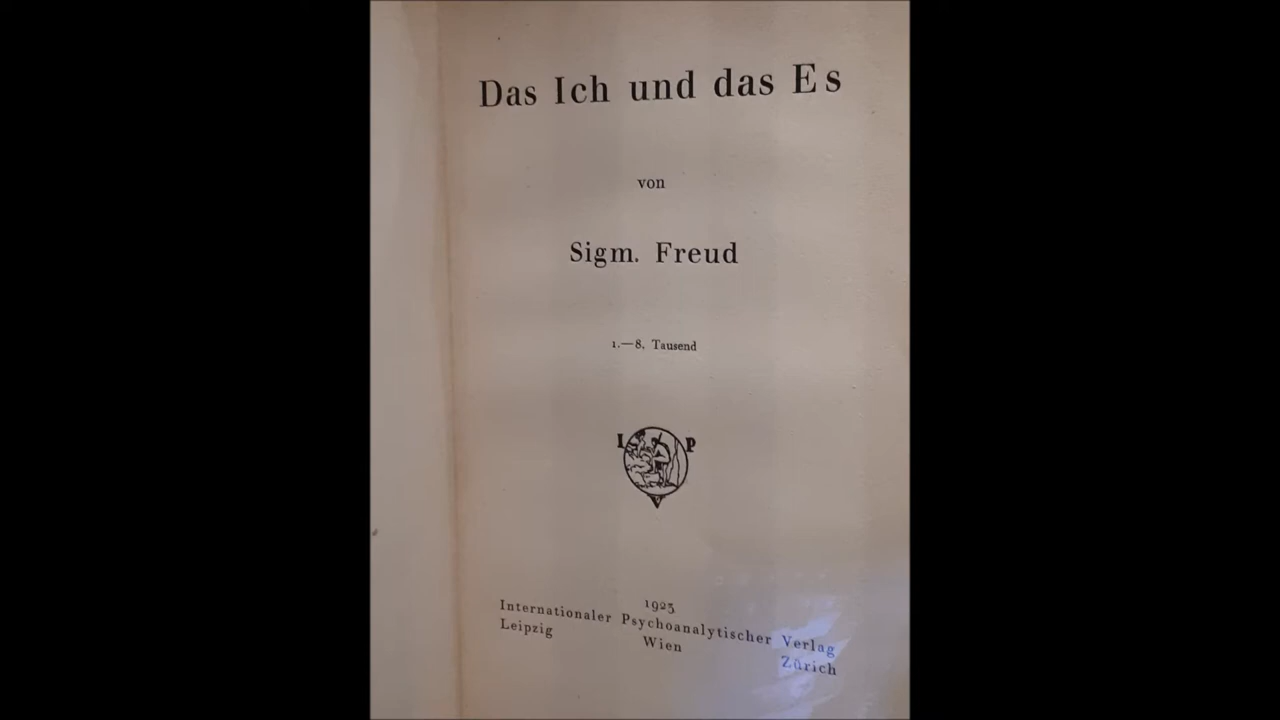 Das Ich und das Es
von
Sigm. Freud
1.—8. Tausend
I P
V
1923
Internationaler Psychoanalytischer Verlag
Leipzig Wien Zürich